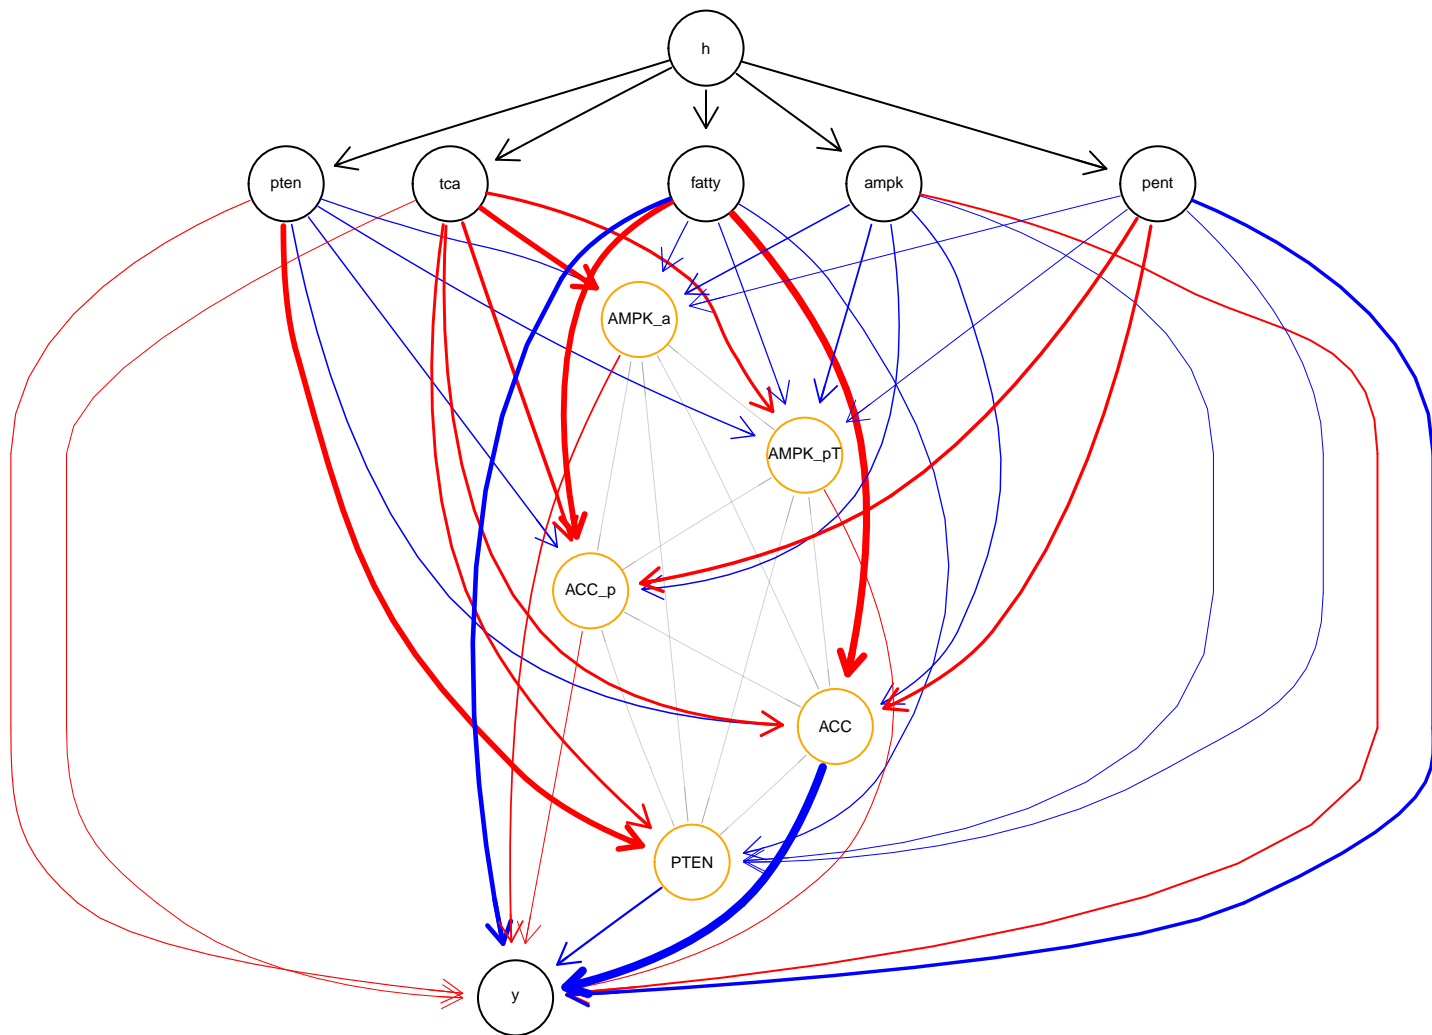 h
pten
tca
fatty
ampk
pent
AMPK_a
AMPK_pT
ACC_p
ACC
PTEN
y